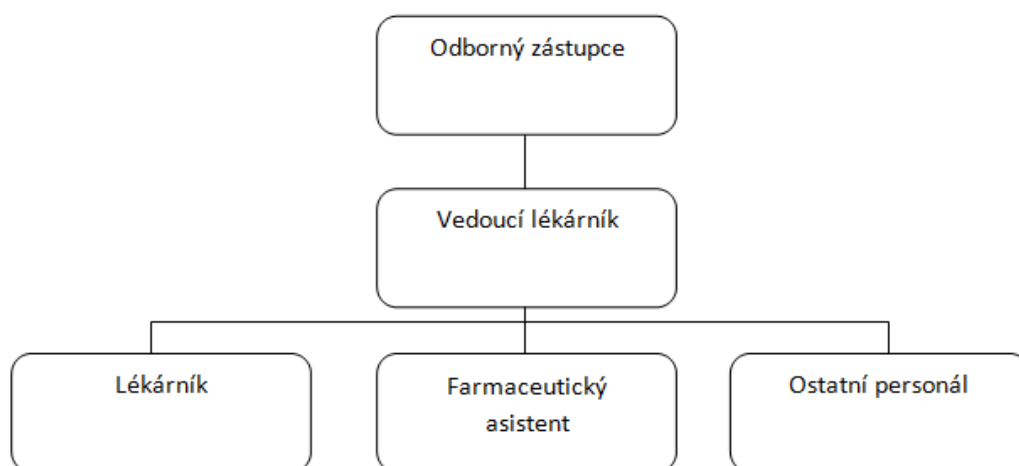 Odborný zástupce
Vedoucí lékárník
Lékárník
Farmaceutický
asistent
Ostatní personál